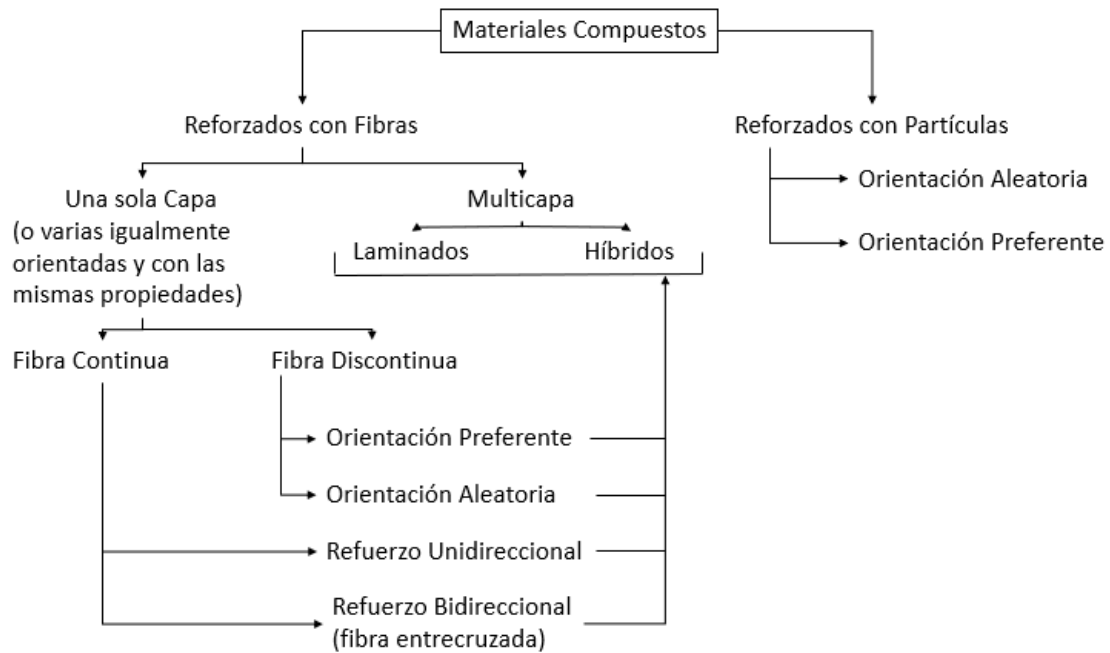 Materiales Compuestos
Reforzados con Fibras
Reforzados con Partículas
Orientación Aleatoria
Orientación Preferente
Una sola Capa
(o varias igualmente
orientadas y con las
mismas propiedades)
Multicapa
Laminados
Híbridos
Fibra Continua
Fibra Discontinua
Orientación Preferente
Orientación Aleatoria
Refuerzo Unidireccional
Refuerzo Bidireccional
(fibra entrecruzada)